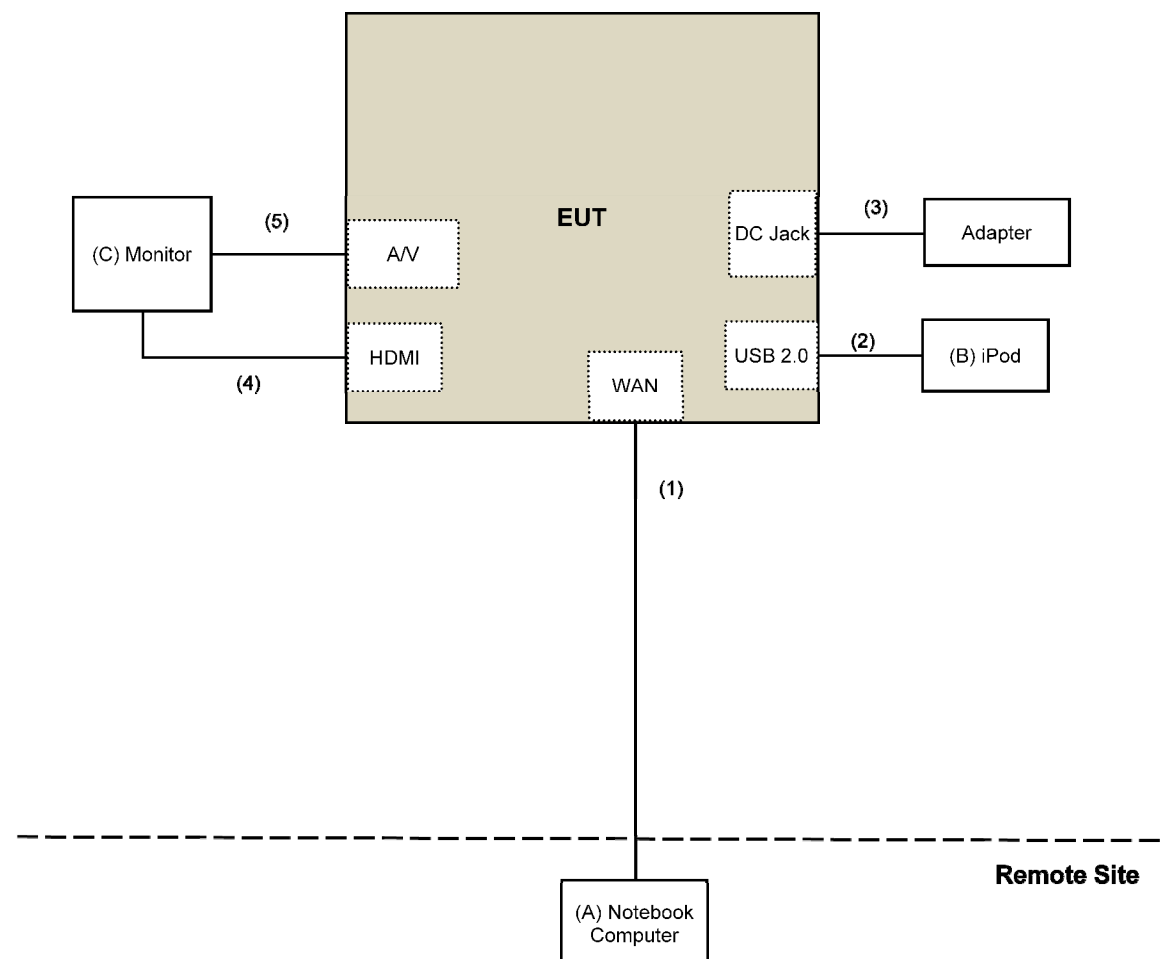 EUT
(5)
(C) Monitor
A/V
HDMI
(4)
DC Jack
(3)
Adapter
USB 2.0
(2)
(B) iPod
WAN
(1)
Remote Site
(A) Notebook
Computer